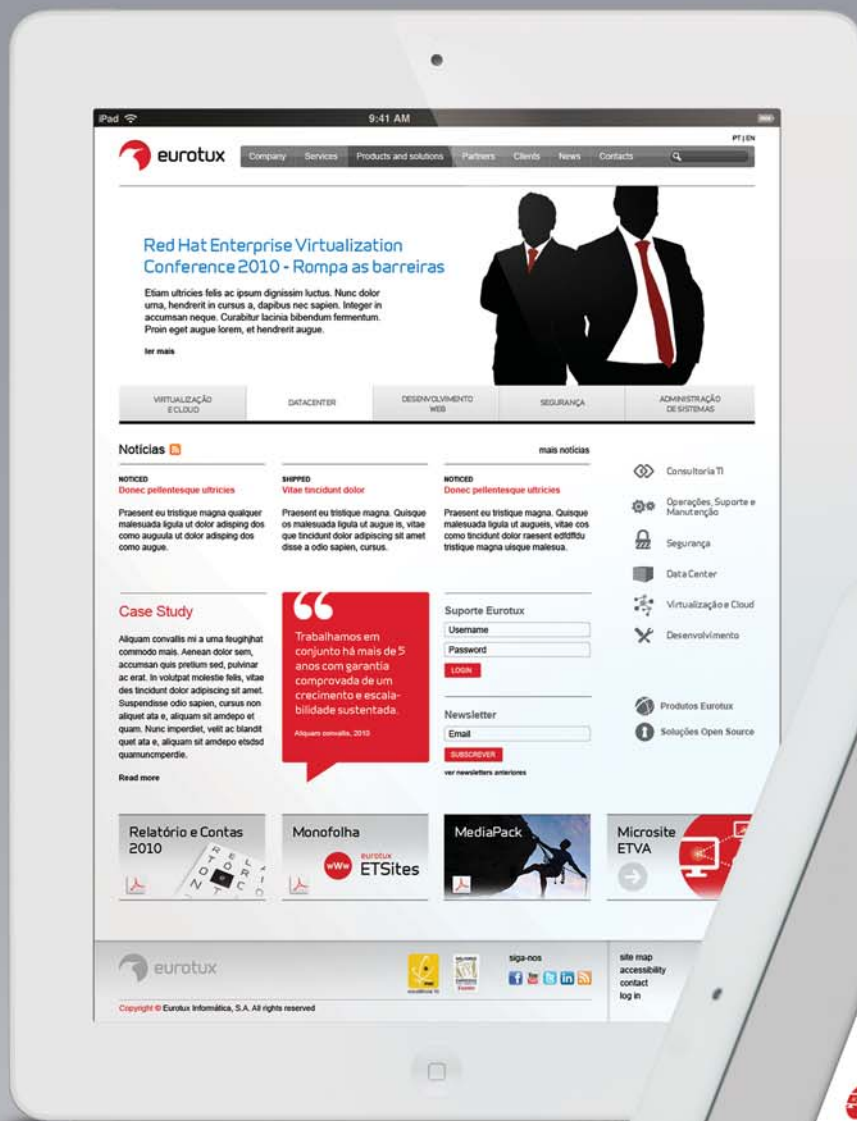 iPad
9:41 AM
PT | EN
eurotux
Company Services Products and solutions Partners Clients News Contacts
Red Hat Enterprise Virtualization
Conference 2010 - Rompa as barreiras
Etiam ultricies felis ac ipsum dignissim luctus. Nunc dolor
urna, hendrerit in cursus a, dapibus nec sapien. Integer in
accumsan neque. Curabitur lacinia bibendum fermentum.
Proin eget augue lorem, et hendrerit augue.
ler mais
VIRTUALIZAÇÃO
E CLOUD
DATACENTER
DESENVOLVIMENTO
WEB
SEGURANÇA
ADMINISTRAÇÃO
DE SISTEMAS
Notícias
mais notícias
NOTICED
Donec pellentesque ultricies
Praesent eu tristique magna qualquer
malesuada ligula ut dolor adisping dos
como auguula ut dolor adisping dos
como augue.
SHIPPED
Vitae tincidunt dolor
Praesent eu tristique magna. Quisque
os malesuada ligula ut augue is, vitae
que tincidunt dolor adipiscing sit amet
disse a odio sapien, cursus.
NOTICED
Donec pellentesque ultricies
Praesent eu tristique magna. Quisque
malesuada ligula ut augueis, vitae cos
como tincidunt dolor raesent edfdfdu
tristique magna uisque malesua.
Consultoria TI
Operações, Suporte e
Manutenção
Segurança
Data Center
Virtualização e Cloud
Desenvolvimento
Produtos Eurotux
Soluções Open Source
Case Study
Aliquam convallis mi a urna feugihjhat
commodo mais. Aenean dolor sem,
accumsan quis pretium sed, pulvinar
ac erat. In volutpat molestie felis, vitae
des tincidunt dolor adipiscing sit amet.
Suspendisse odio sapien, cursus non
aliquet ata e, aliquam sit amdepo et
quam. Nunc imperdiet, velit ac blandit
quet ata e, aliquam sit amdepo etsdsd
quamuncmperdie.
Read more
Trabalhamos em
conjunto há mais de 5
anos com garantia
comprovada de um
crecimento e escala-
bilidade sustentada.
Aliquam convallis, 2010
Suporte Eurotux
Username
Password
LOGIN
Newsletter
Email
SUBSCREVER
ver newsletters anteriores
Relatório e Contas
2010
Monofolha
www
eurotux
ETSites
MediaPack
Microsite
ETVA
eurotux
siga-nos
site map
accessibility
contact
log in
Copyright © Eurotux Informática, S.A. All rights reserved